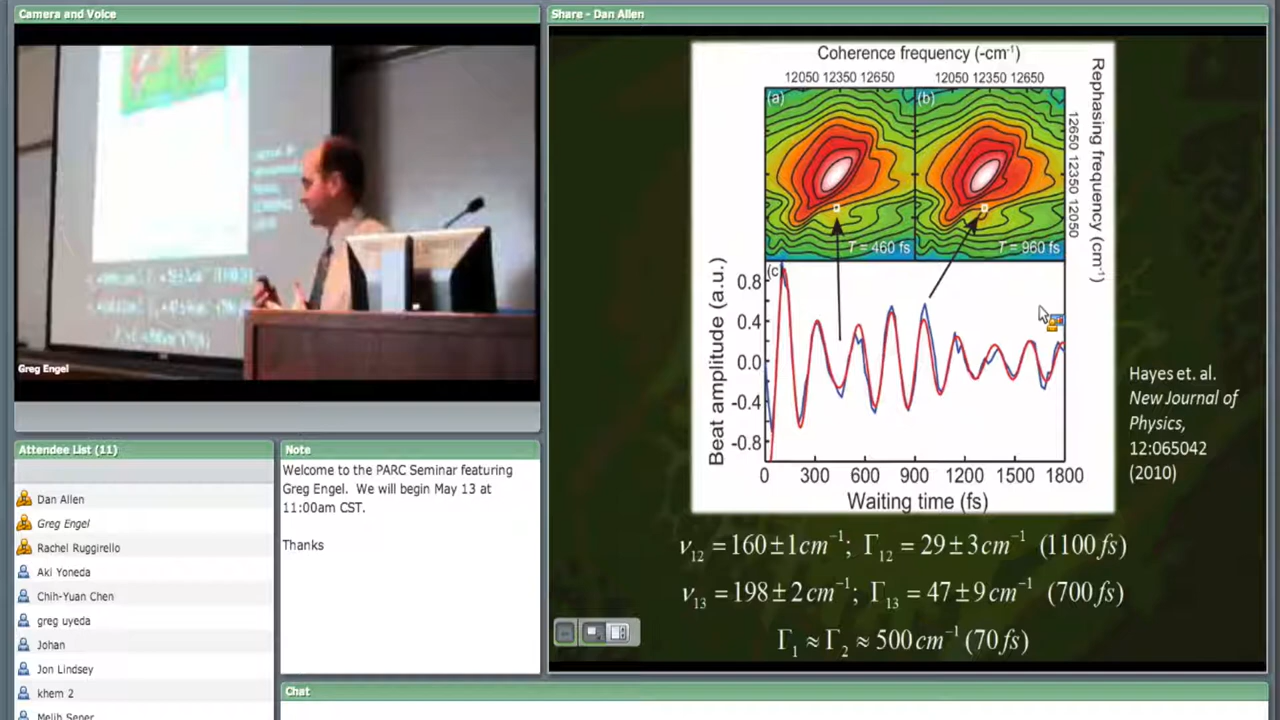 Camera and Voice
Greg Engel
Attendee List (11)
Dan Allen
Greg Engel
Rachel Ruggirello
Aki Yoneda
Chih-Yuan Chen
greg uyeda
Johan
Jon Lindsey
khem 2
Melih Sener
Note
Welcome to the PARC Seminar featuring
Greg Engel. We will begin May 13 at
11:00am CST.
Thanks
Share - Dan Allen
Coherence frequency (-cm⁻¹)
12050 12350 12650 12050 12350 12650
(a) (b)
T = 460 fs T = 960 fs
Rephasing frequency (cm⁻¹)
12650 12350 12050
(c)
Beat amplitude (a.u.)
0.8
0.4
0.0
-0.4
-0.8
0 300 600 900 1200 1500 1800
Waiting time (fs)
Hayes et. al.
New Journal of
Physics,
12:065042
(2010)
ν₁₂ = 160 ± 1 cm⁻¹; Γ₁₂ = 29 ± 3 cm⁻¹ (1100 fs)
ν₁₃ = 198 ± 2 cm⁻¹; Γ₁₃ = 47 ± 9 cm⁻¹ (700 fs)
Γ₁ ≈ Γ₂ ≈ 500 cm⁻¹ (70 fs)
Chat